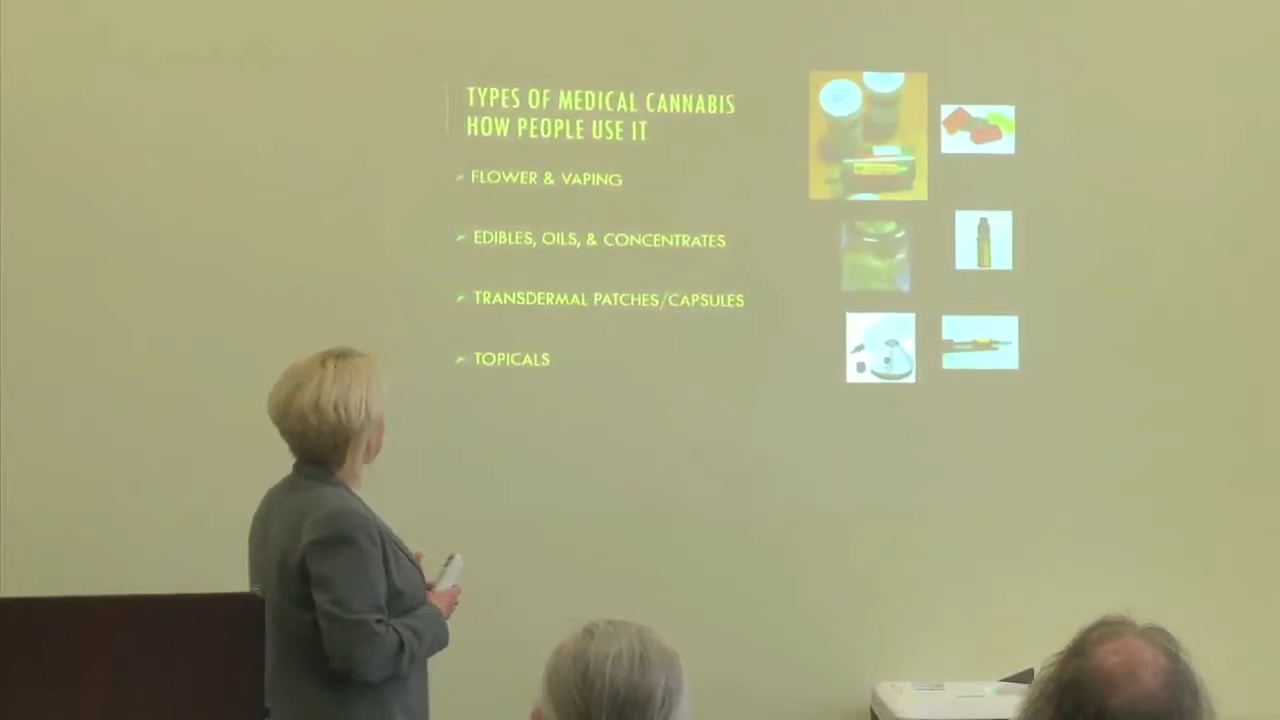 TYPES OF MEDICAL CANNABIS
HOW PEOPLE USE IT
FLOWER & VAPING
EDIBLES, OILS, & CONCENTRATES
TRANSDERMAL PATCHES/CAPSULES
TOPICALS